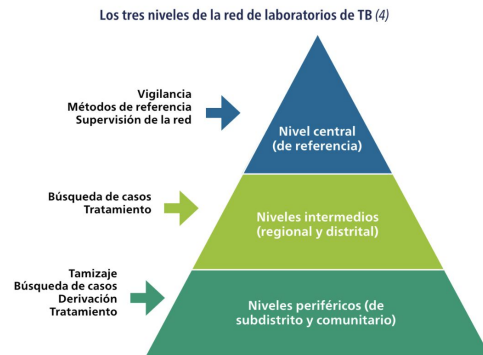 Los tres niveles de la red de laboratorios de TB (4)
Vigilancia
Métodos de referencia
Supervisión de la red
Nivel central
(de referencia)
Búsqueda de casos
Tratamiento
Niveles intermedios
(regional y distrital)
Tamizaje
Búsqueda de casos
Derivación
Tratamiento
Niveles periféricos (de
subdistrito y comunitario)